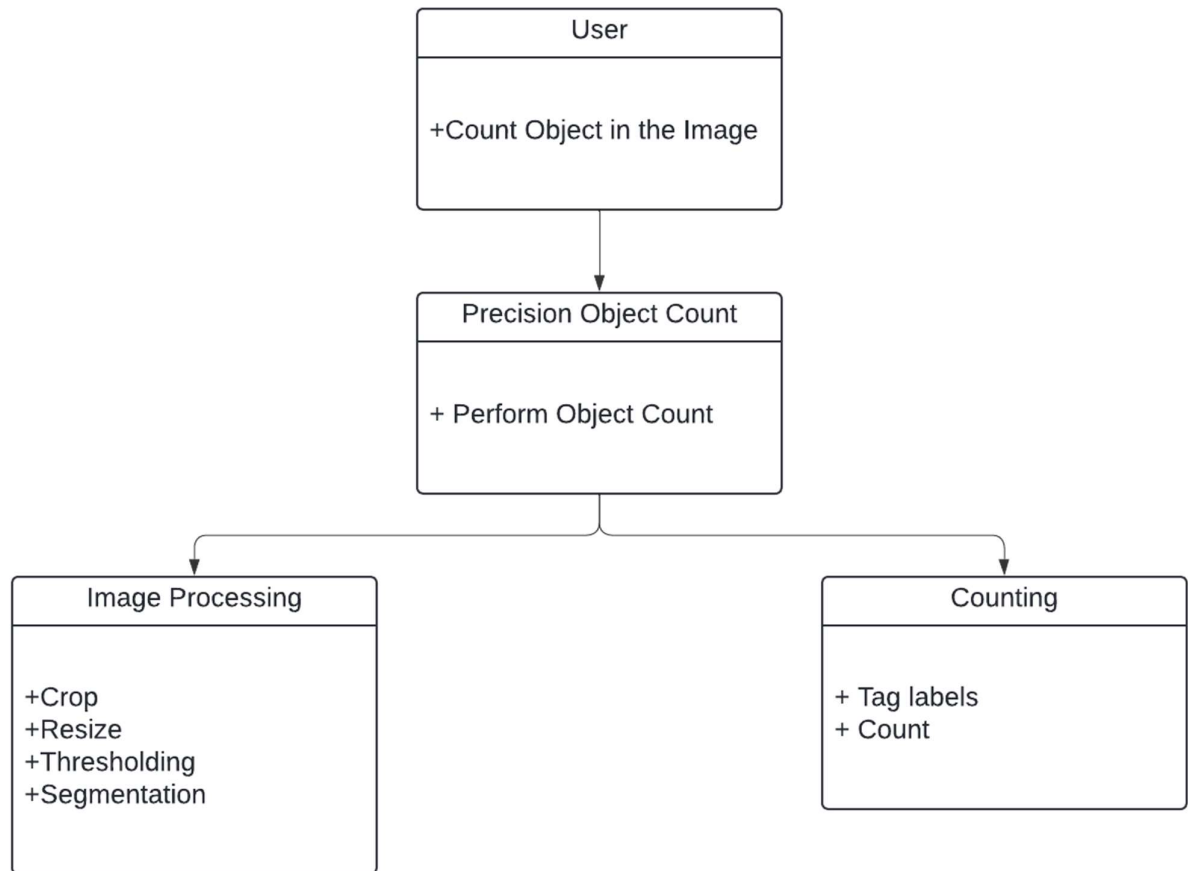 User
+Count Object in the Image
Precision Object Count
+ Perform Object Count
Image Processing
+Crop
+Resize
+Thresholding
+Segmentation
Counting
+ Tag labels
+ Count